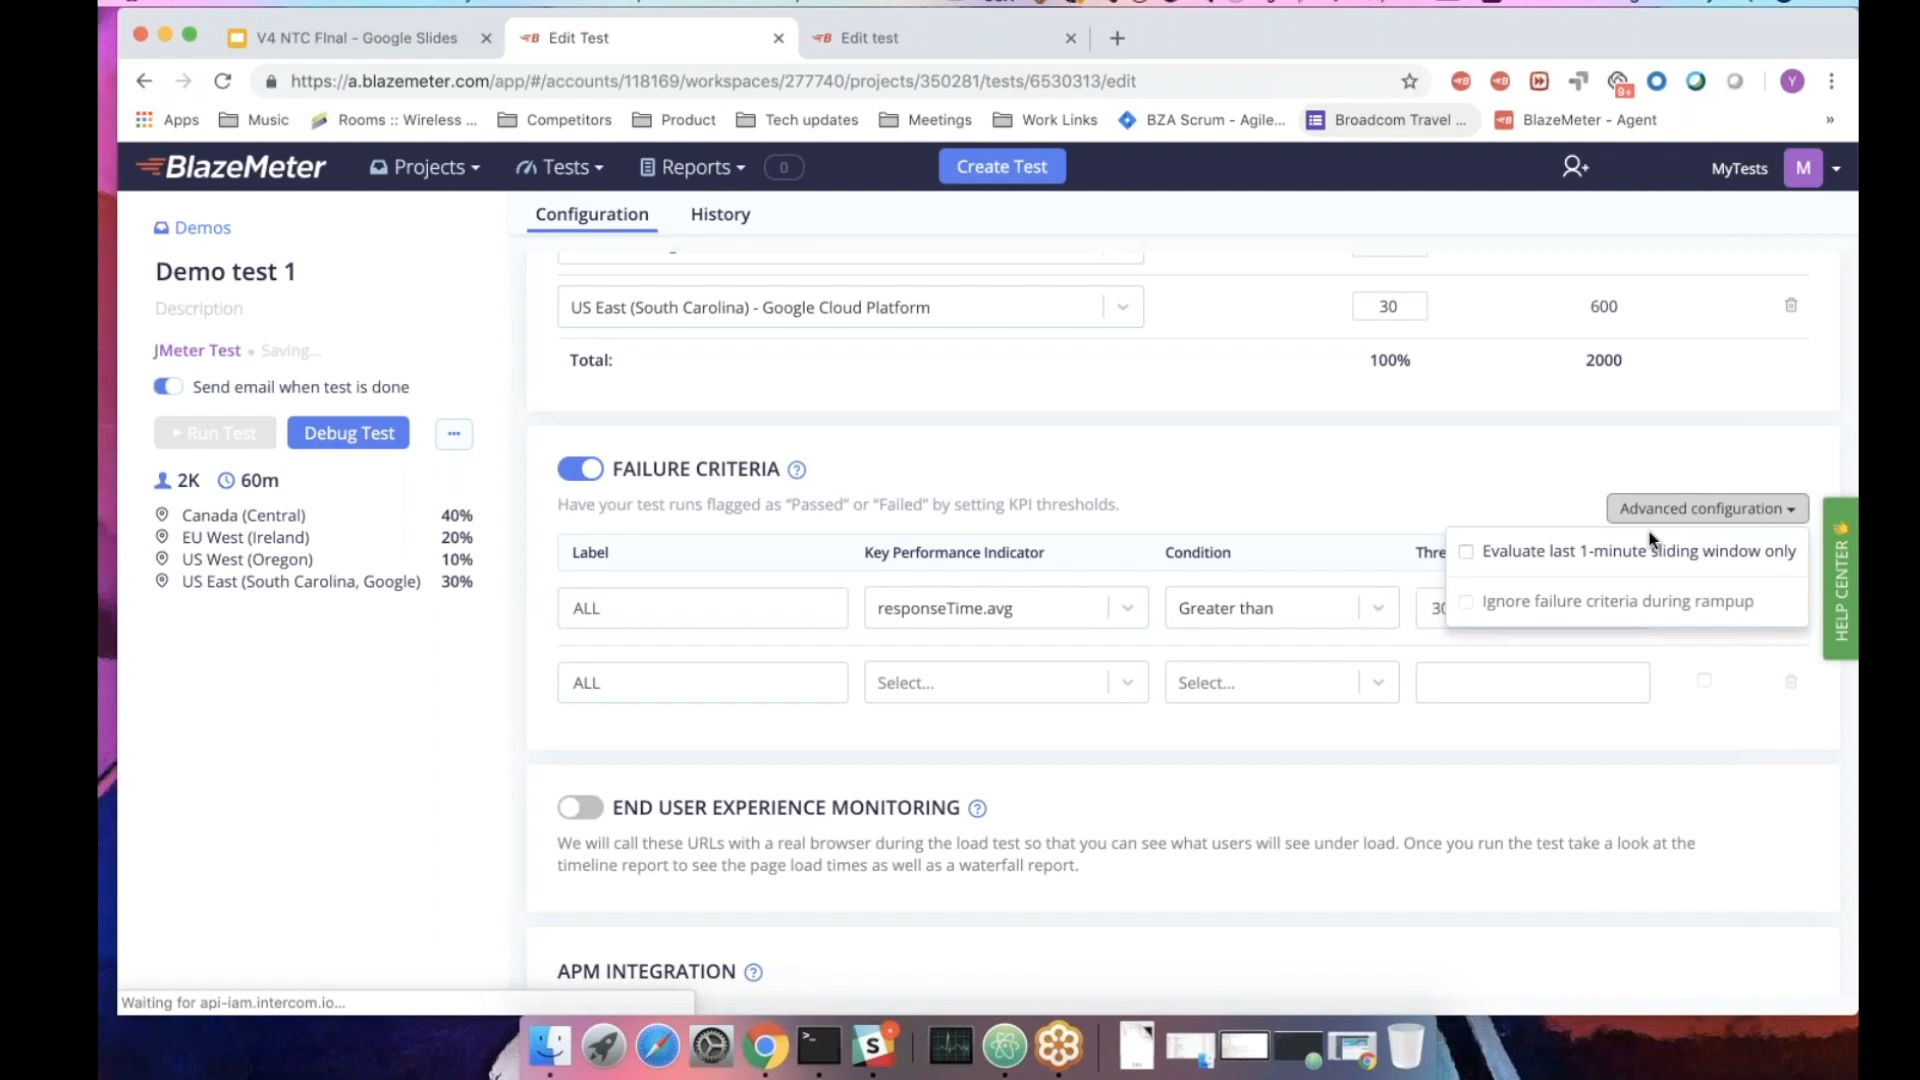 V4 NTC FInal - Google Slides
Edit Test
Edit test
https://a.blazemeter.com/app/#/accounts/118169/workspaces/277740/projects/350281/tests/6530313/edit
9+
Y
Apps
Music
Rooms :: Wireless ...
Competitors
Product
Tech updates
Meetings
Work Links
BZA Scrum - Agile...
Broadcom Travel ...
BlazeMeter - Agent
»
BlazeMeter
Projects
Tests
Reports
0
Create Test
MyTests
M
Configuration
History
Demos
Demo test 1
Description
JMeter Test • Saving...
Send email when test is done
Run Test
Debug Test
...
2K 60m
Canada (Central) 40%
EU West (Ireland) 20%
US West (Oregon) 10%
US East (South Carolina, Google) 30%
US East (South Carolina) - Google Cloud Platform 30 600
Total: 100% 2000
FAILURE CRITERIA ?
Have your test runs flagged as “Passed” or “Failed” by setting KPI thresholds.
Advanced configuration
Evaluate last 1-minute sliding window only
Ignore failure criteria during rampup
Label Key Performance Indicator Condition Thre
ALL responseTime.avg Greater than 30
ALL Select... Select...
HELP CENTER
END USER EXPERIENCE MONITORING ?
We will call these URLs with a real browser during the load test so that you can see what users will see under load. Once you run the test take a look at the
timeline report to see the page load times as well as a waterfall report.
APM INTEGRATION ?
Waiting for api-iam.intercom.io...
S